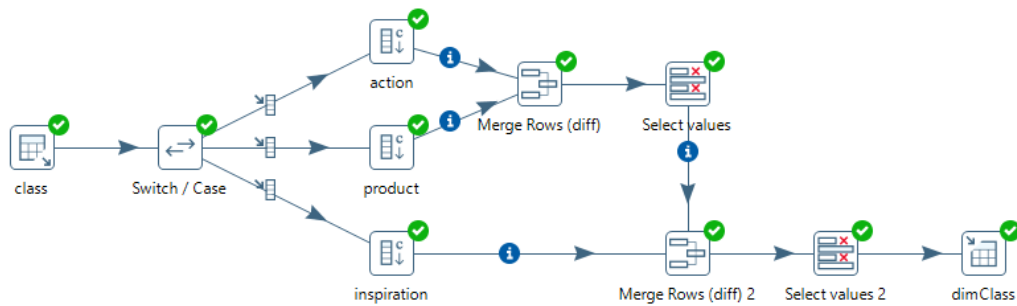 action
Merge Rows (diff)
Select values
class
Switch / Case
product
inspiration
Merge Rows (diff) 2
Select values 2
dimClass